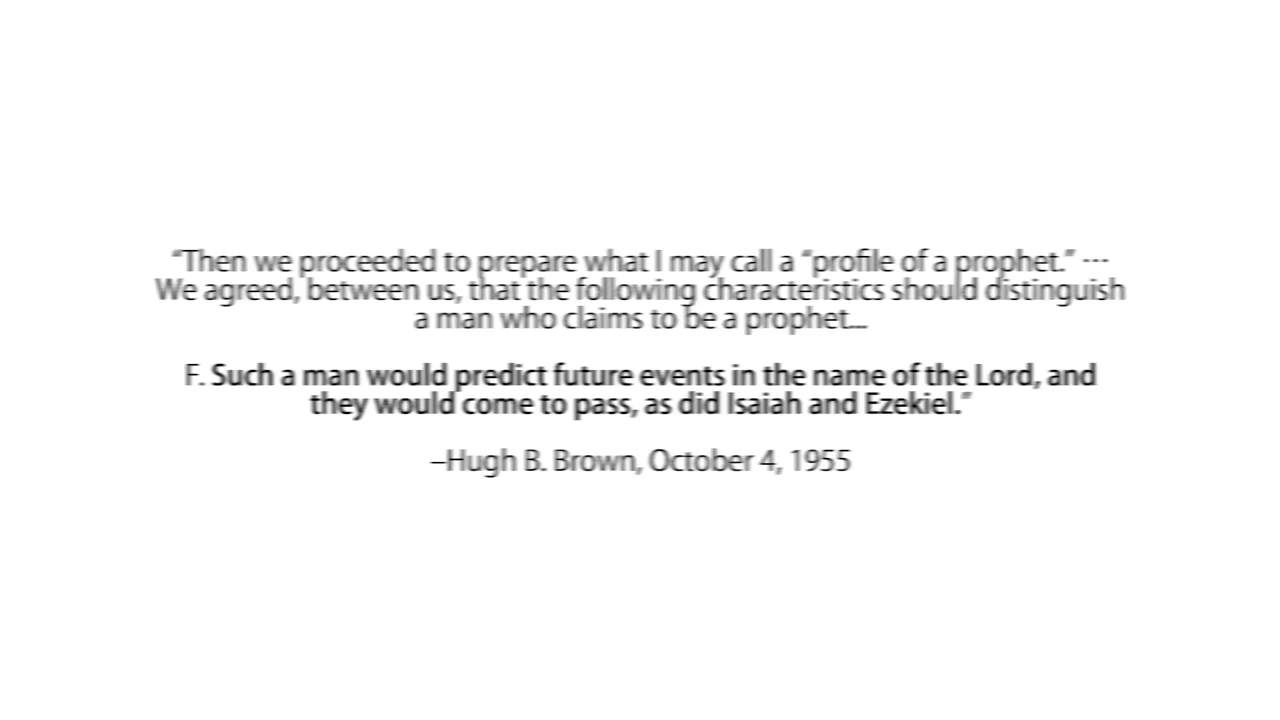 “Then we proceeded to prepare what I may call a “profile of a prophet.” ---
We agreed, between us, that the following characteristics should distinguish
a man who claims to be a prophet...
F. Such a man would predict future events in the name of the Lord, and
they would come to pass, as did Isaiah and Ezekiel.”
–Hugh B. Brown, October 4, 1955